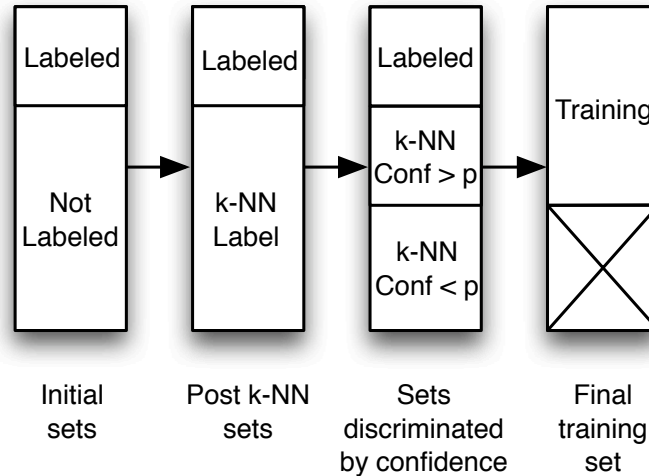 Labeled
Not
Labeled
Initial
sets
Labeled
k-NN
Label
Post k-NN
sets
Labeled
k-NN
Conf > p
k-NN
Conf < p
Sets
discriminated
by confidence
Training
Final
training
set